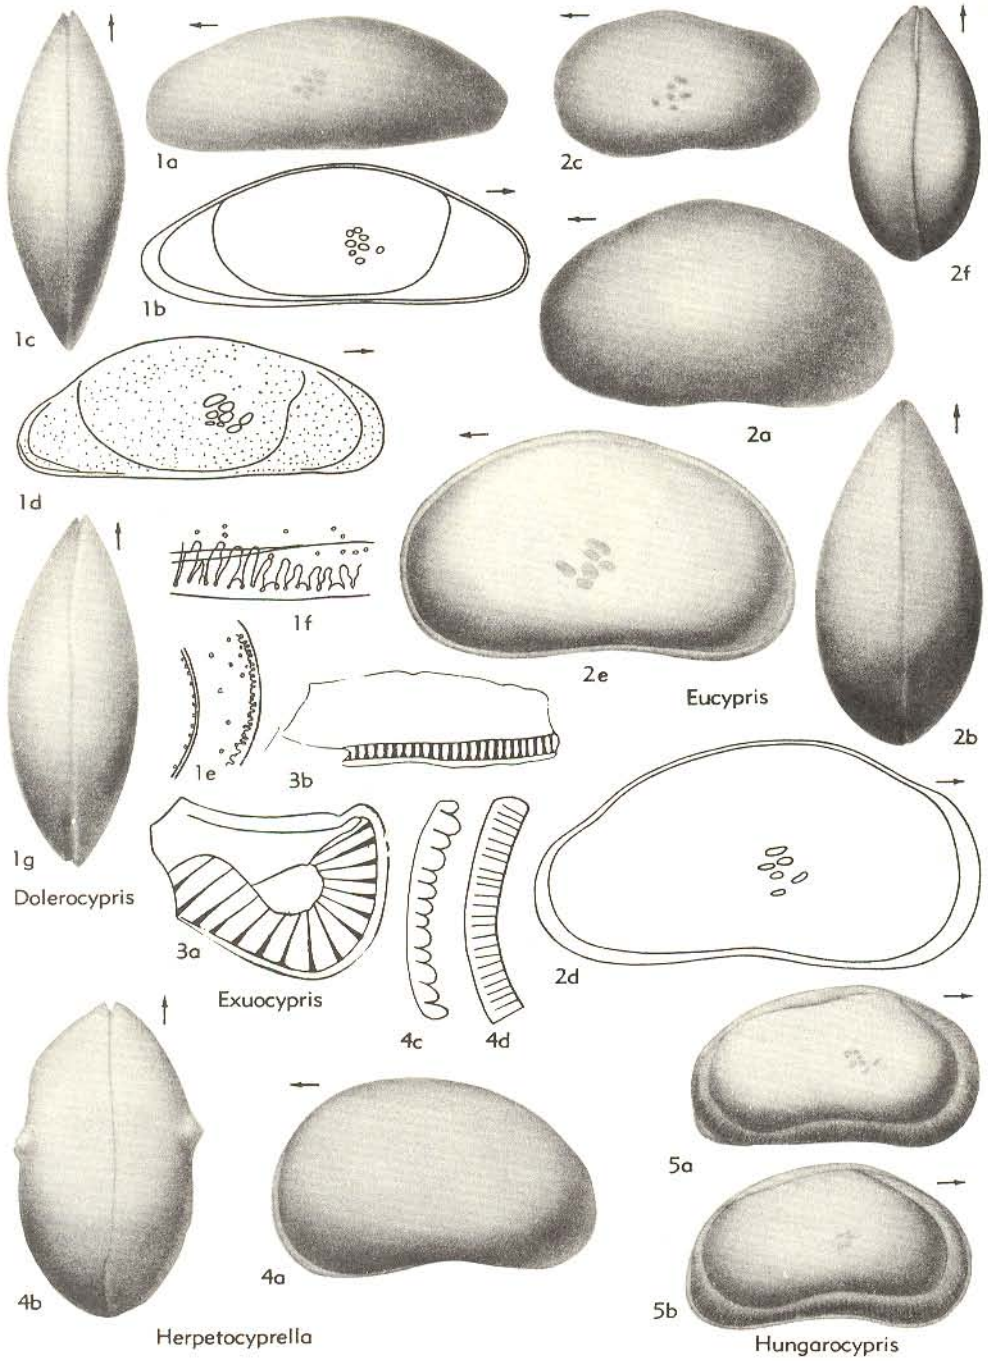 1a
2c
2f
1b
1c
2a
1d
1f
2e
Eucypris
2b
1e
3b
1g
Dolerocypris
3a
Exuocypris
2d
4c
4d
5a
4a
4b
5b
Herpetocyprella
Hungarocypris